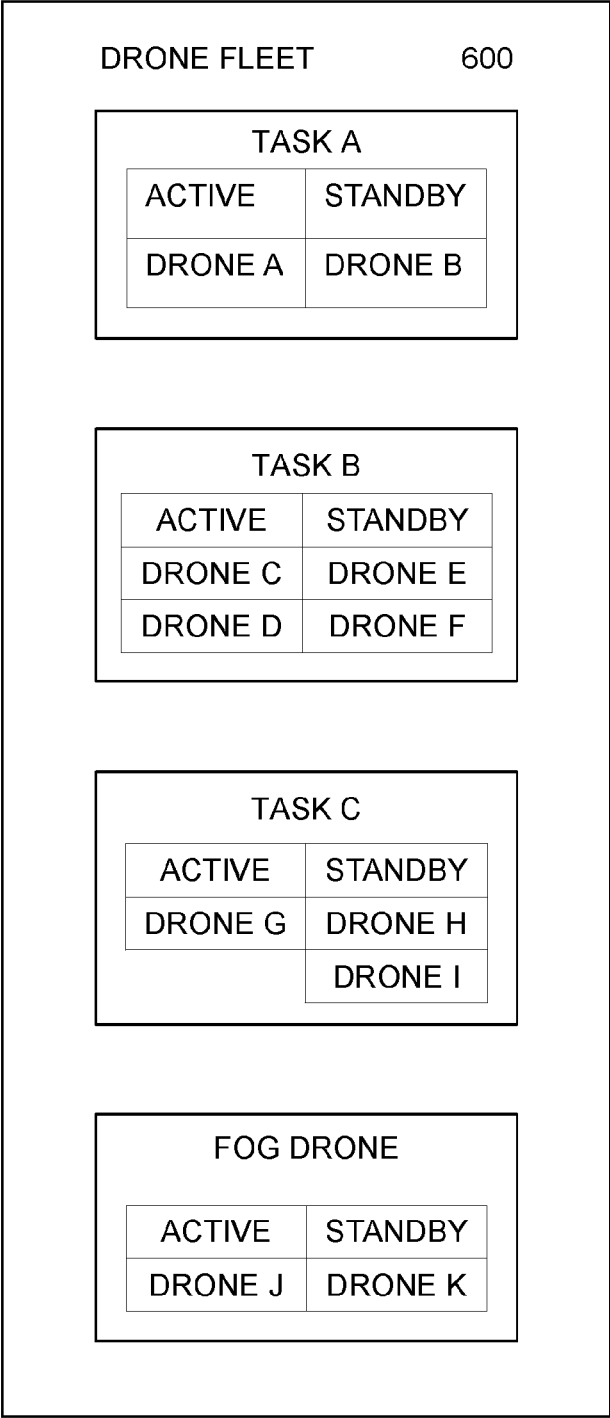 DRONE FLEET 600
TASK A
ACTIVE STANDBY
DRONE A DRONE B
TASK B
ACTIVE STANDBY
DRONE C DRONE E
DRONE D DRONE F
TASK C
ACTIVE STANDBY
DRONE G DRONE H
DRONE I
FOG DRONE
ACTIVE STANDBY
DRONE J DRONE K